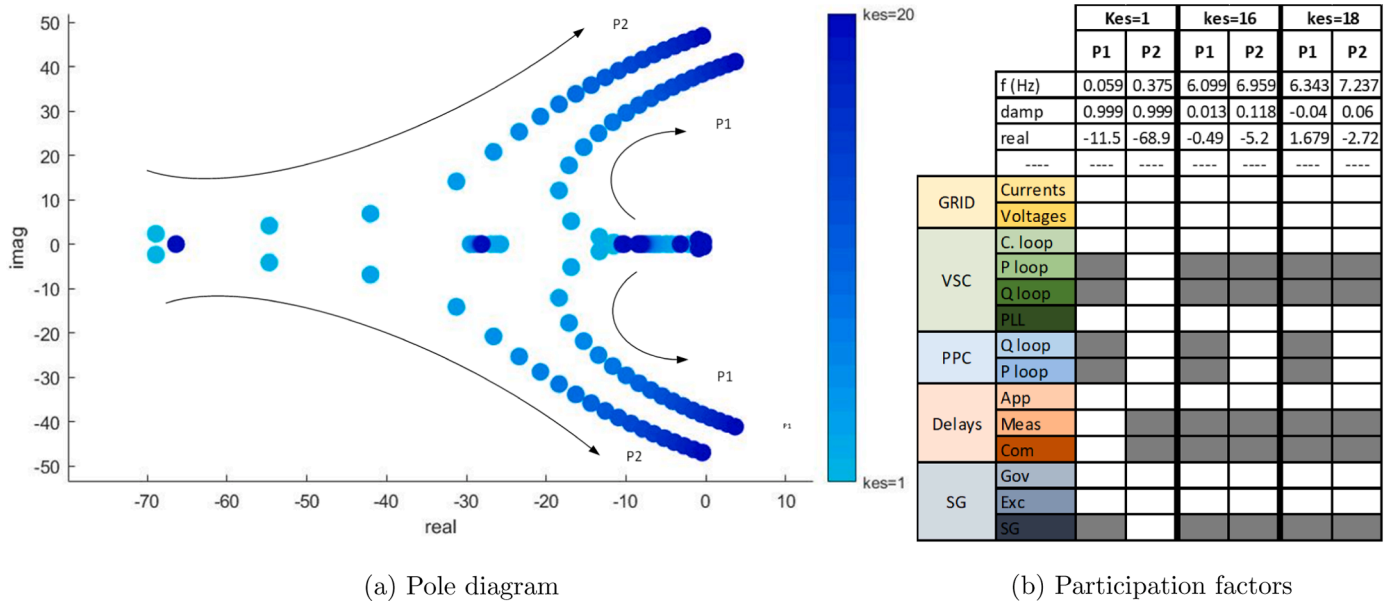 50
40
30
20
10
0
-10
-20
-30
-40
-50
imag
-70
-60
-50
-40
-30
-20
-10
0
10
real
P2
P1
P1
P1
P2
kes=20
kes=1
(a) Pole diagram
Kes=1 kes=16 kes=18
P1 P2 P1 P2 P1 P2
f (Hz) 0.059 0.375 6.099 6.959 6.343 7.237
damp 0.999 0.999 0.013 0.118 -0.04 0.06
real -11.5 -68.9 -0.49 -5.2 1.679 -2.72
---- ---- ---- ---- ---- ---- ----
GRID
Currents
Voltages
VSC
C. loop
P loop
Q loop
PLL
PPC
Q loop
P loop
Delays
App
Meas
Com
SG
Gov
Exc
SG
(b) Participation factors